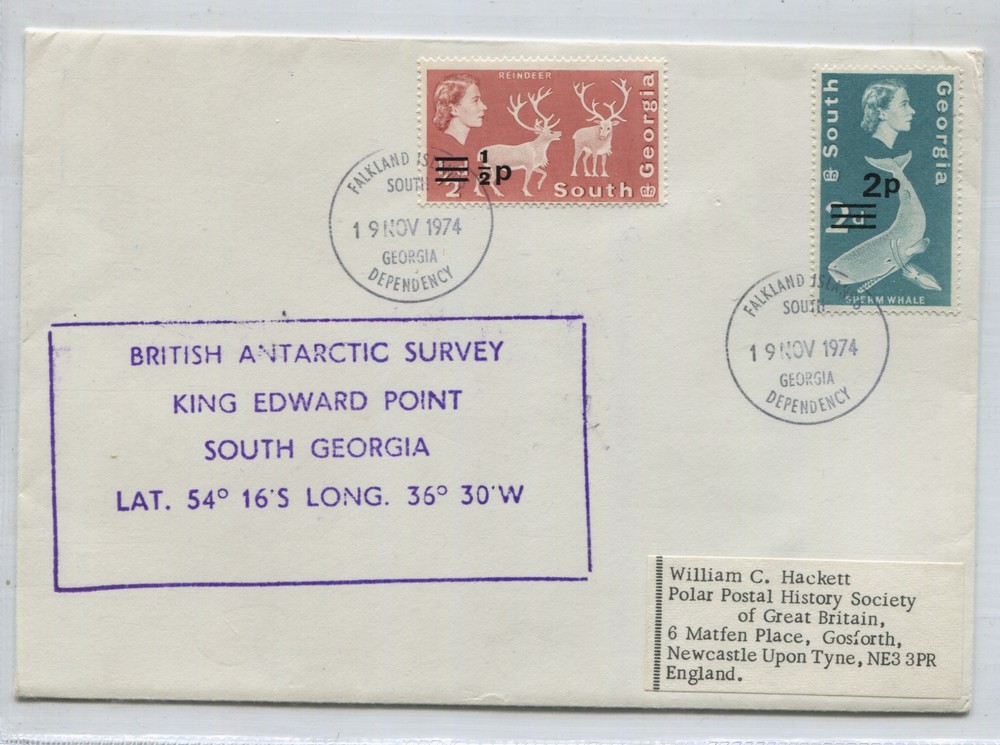 REINDEER
½p
2
South Georgia
South Georgia
2p
2d
SPERM WHALE
FALKLAND
SOUTH
19 NOV 1974
GEORGIA
DEPENDENCY
FALKLAND
SOUTH
19 NOV 1974
GEORGIA
DEPENDENCY
BRITISH ANTARCTIC SURVEY
KING EDWARD POINT
SOUTH GEORGIA
LAT. 54° 16'S LONG. 36° 30'W
William C. Hackett
Polar Postal History Society
of Great Britain,
6 Matfen Place, Gosforth,
Newcastle Upon Tyne, NE3 3PR
England.